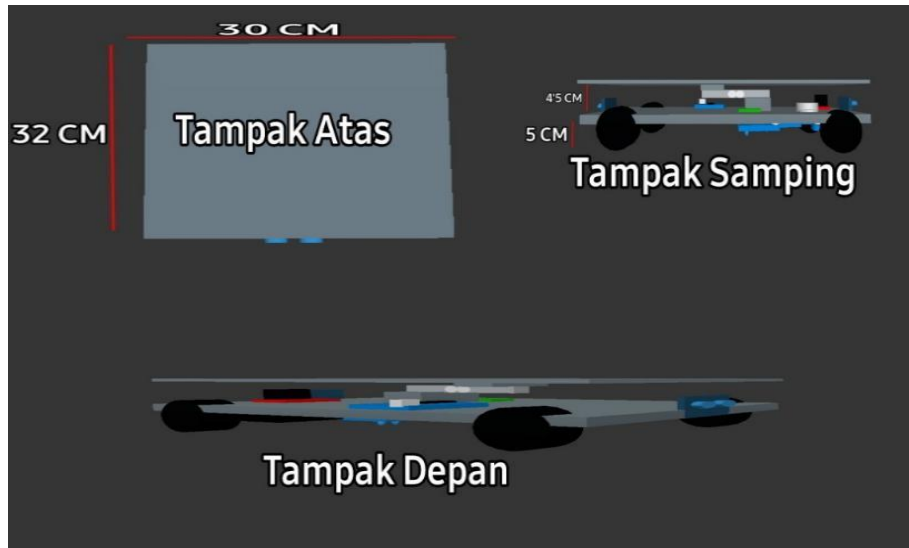 30 CM
32 CM
Tampak Atas
4'5 CM
5 CM
Tampak Samping
Tampak Depan